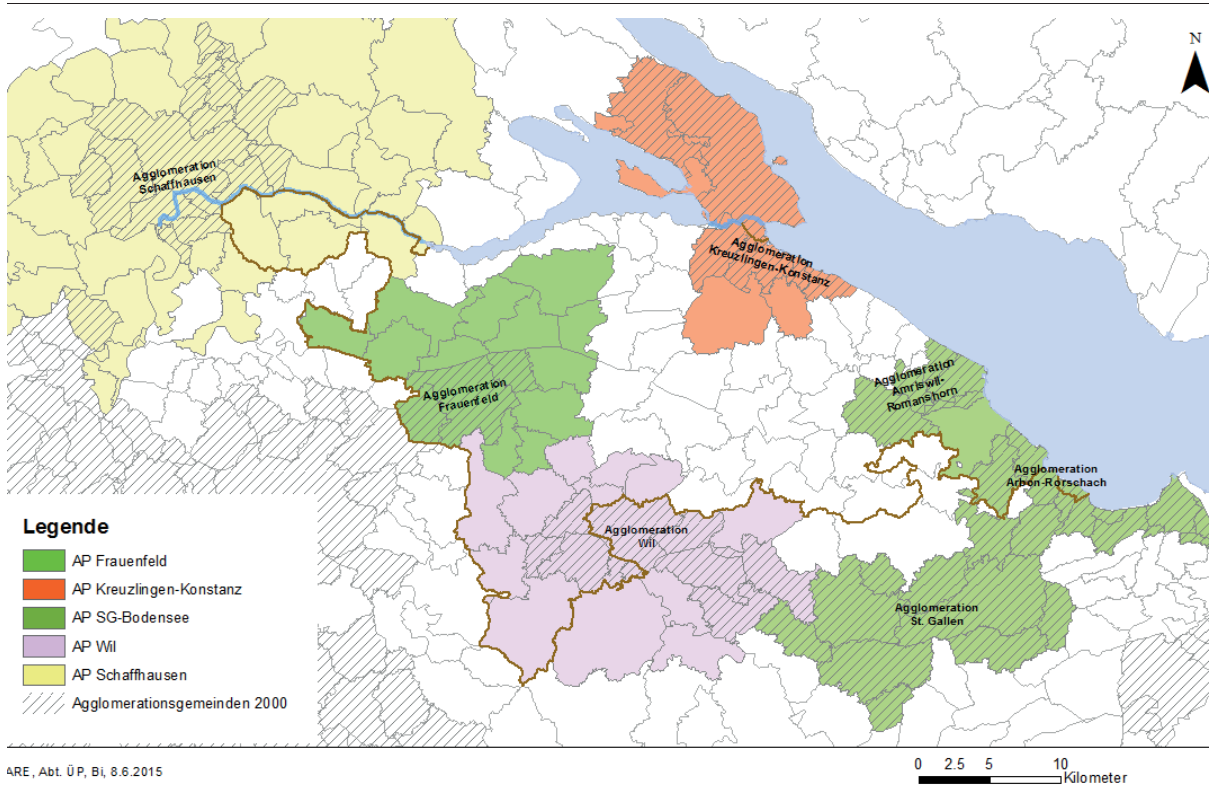 N
Agglomeration
Schaffhausen
Agglomeration
Kreuzlingen-Konstanz
Agglomeration
Frauenfeld
Agglomeration
Amriswil-
Romanshorn
Agglomeration
Arbon-Rorschach
Agglomeration
Wil
Agglomeration
St. Gallen
Legende
AP Frauenfeld
AP Kreuzlingen-Konstanz
AP SG-Bodensee
AP Wil
AP Schaffhausen
Agglomerationsgemeinden 2000
ARE, Abt. ÜP, Bi, 8.6.2015
0 2.5 5 10
Kilometer